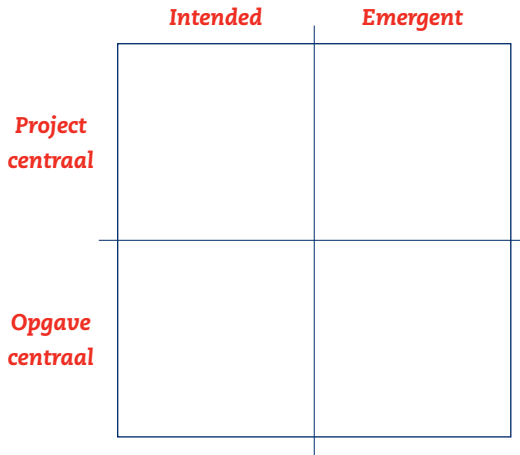 Intended Emergent
Project
centraal
Opgave
centraal